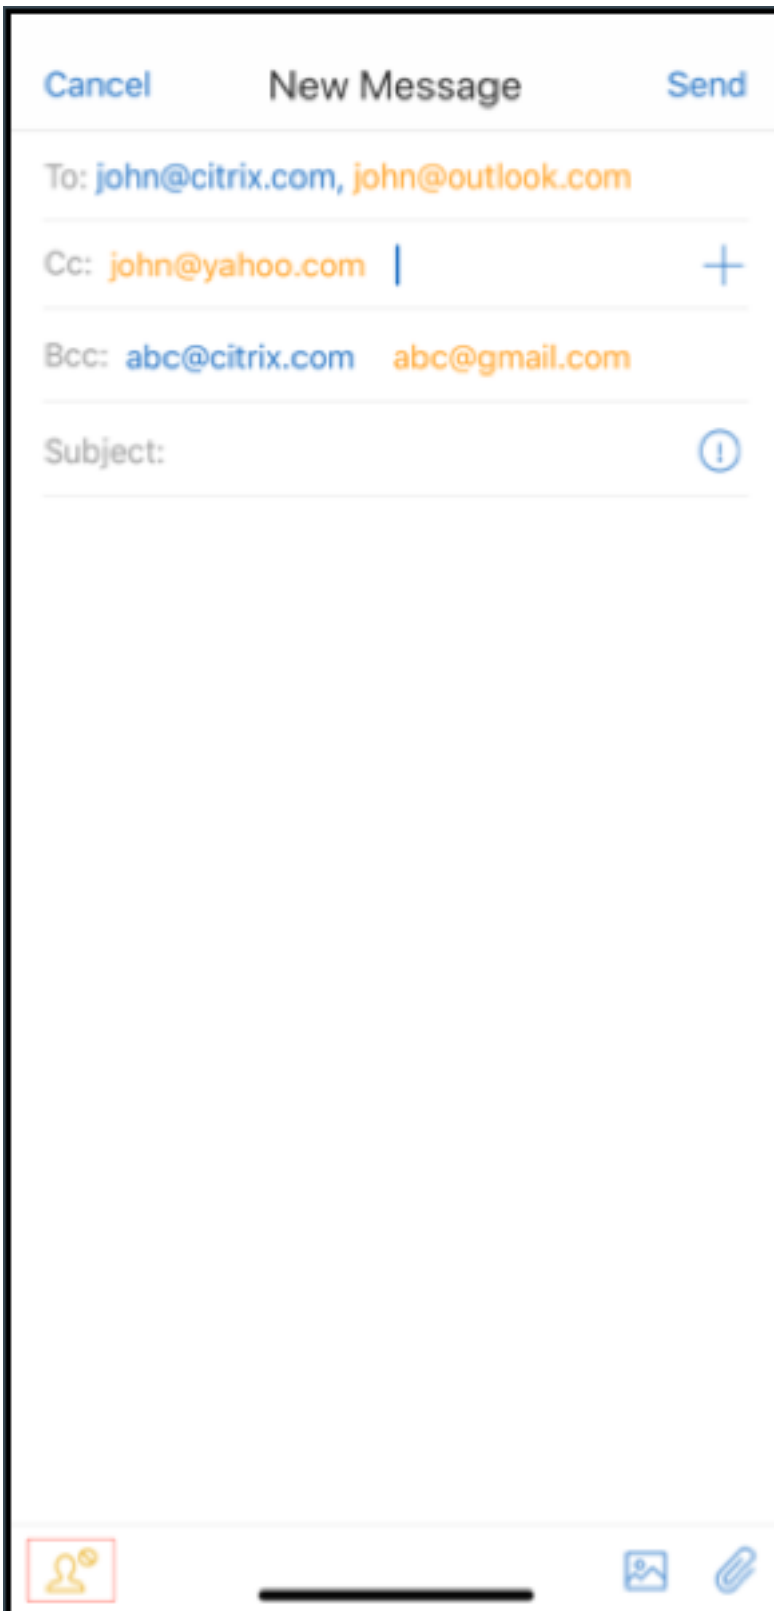 Cancel New Message Send
To: john@citrix.com, john@outlook.com
Cc: john@yahoo.com
Bcc: abc@citrix.com abc@gmail.com
Subject: